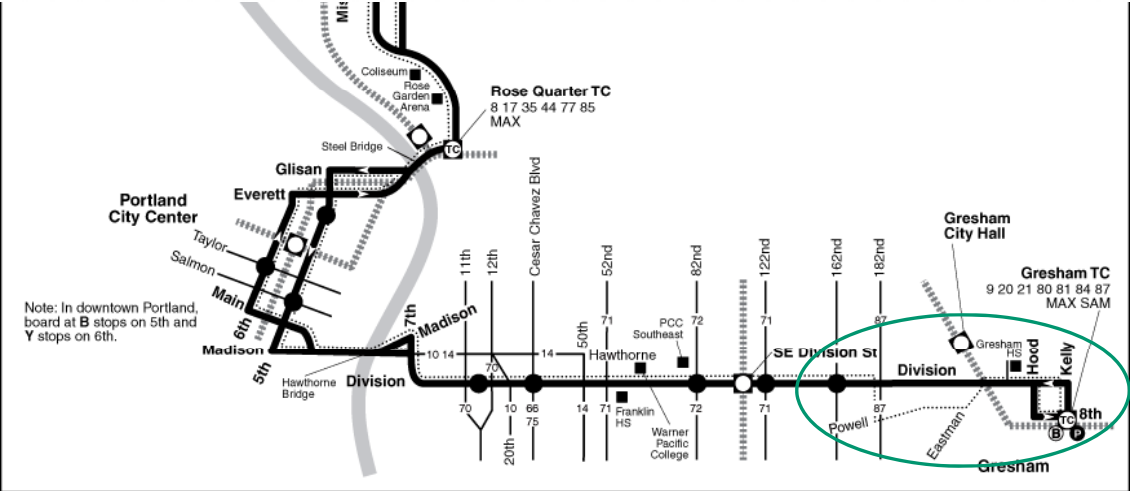 Mis
Coliseum
Rose
Garden
Arena
Rose Quarter TC
8 17 35 44 77 85
MAX
TC
Steel Bridge
Glisan
Everett
Portland
City Center
Taylor
Salmon
Main
6th
Madison
5th
Note: In downtown Portland,
board at B stops on 5th and
Y stops on 6th.
Hawthorne
Bridge
Division
7th
Madison
11th
12th
Cesar Chavez Blvd
52nd
82nd
122nd
162nd
182nd
Gresham
City Hall
Gresham TC
9 20 21 80 81 84 87
MAX SAM
71
72
71
87
50th
PCC
Southeast
10 14
14
70
Hawthorne
SE Division St
Gresham
HS
Hood
Kelly
Division
70
10
66
75
14
71
Franklin
HS
72
71
87
20th
Warner
Pacific
College
Powell
Eastman
TC
8th
B
P
Gresham